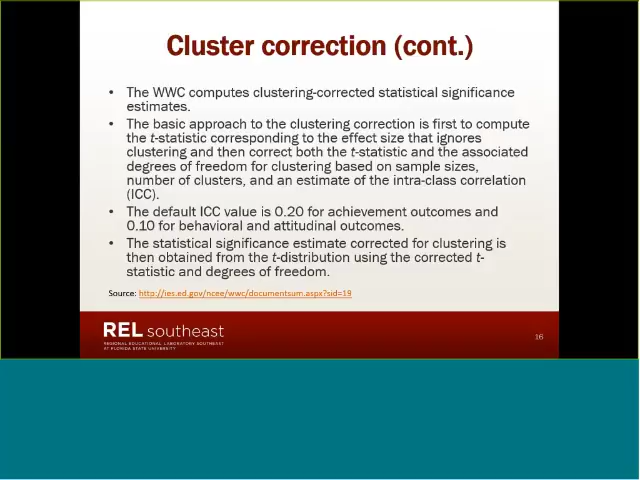 Cluster correction (cont.)
• The WWC computes clustering-corrected statistical significance
estimates.
• The basic approach to the clustering correction is first to compute
the t-statistic corresponding to the effect size that ignores
clustering and then correct both the t-statistic and the associated
degrees of freedom for clustering based on sample sizes,
number of clusters, and an estimate of the intra-class correlation
(ICC).
• The default ICC value is 0.20 for achievement outcomes and
0.10 for behavioral and attitudinal outcomes.
• The statistical significance estimate corrected for clustering is
then obtained from the t-distribution using the corrected t-
statistic and degrees of freedom.
Source: http://ies.ed.gov/ncee/wwc/documentsum.aspx?sid=19
REL southeast
REGIONAL EDUCATIONAL LABORATORY SOUTHEAST
AT FLORIDA STATE UNIVERSITY
16